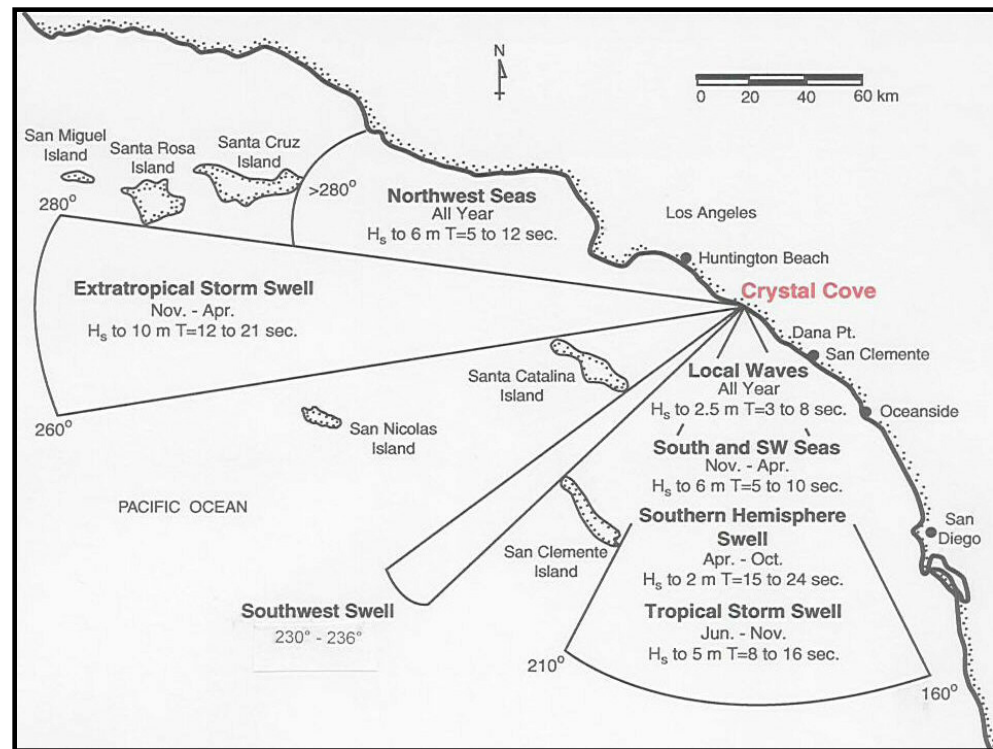 N
0 20 40 60 km
San Miguel
Island
Santa Rosa
Island
Santa Cruz
Island
280°
>280°
Northwest Seas
All Year
Hs to 6 m T=5 to 12 sec.
Los Angeles
Huntington Beach
Crystal Cove
Extratropical Storm Swell
Nov. - Apr.
Hs to 10 m T=12 to 21 sec.
Dana Pt.
San Clemente
Santa Catalina
Island
Local Waves
All Year
Hs to 2.5 m T=3 to 8 sec.
Oceanside
260°
San Nicolas
Island
South and SW Seas
Nov. - Apr.
Hs to 6 m T=5 to 10 sec.
PACIFIC OCEAN
San Clemente
Island
Southern Hemisphere
Swell
Apr. - Oct.
Hs to 2 m T=15 to 24 sec.
San
Diego
Southwest Swell
230° - 236°
Tropical Storm Swell
Jun. - Nov.
Hs to 5 m T=8 to 16 sec.
210°
160°